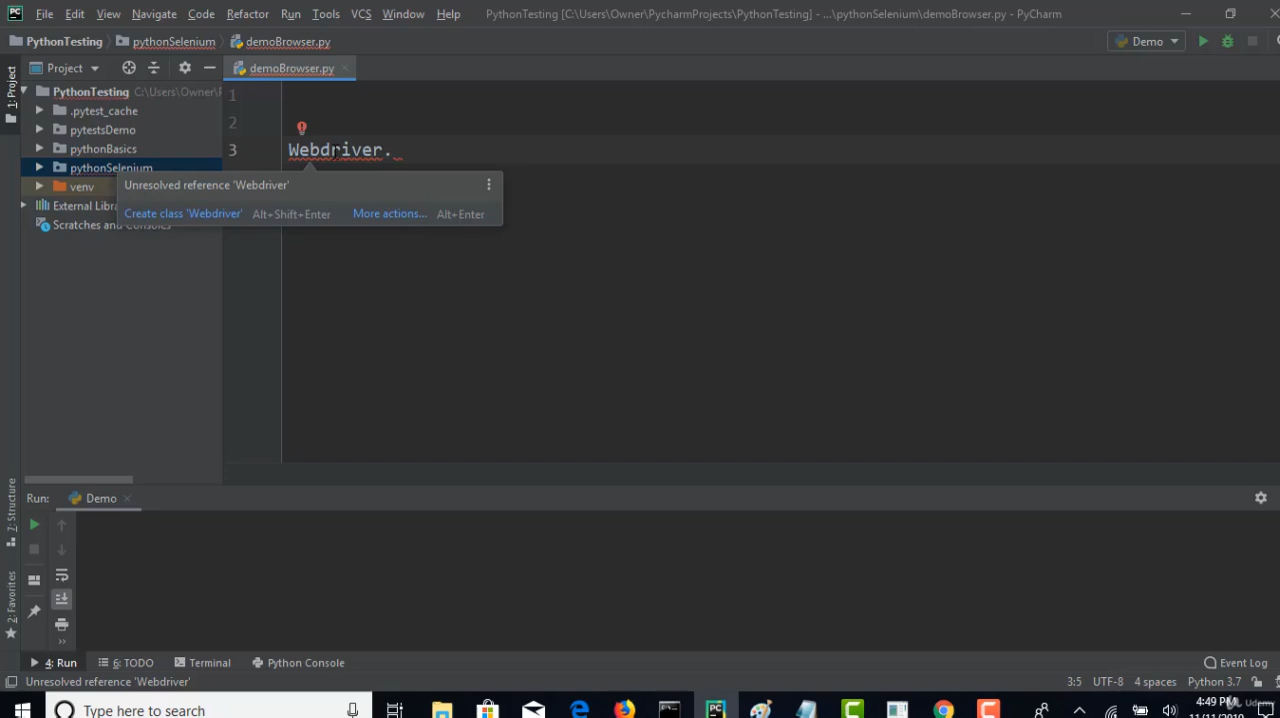 PC File Edit View Navigate Code Refactor Run Tools VCS Window Help PythonTesting [C:\Users\Owner\PycharmProjects\PythonTesting] - ...\pythonSelenium\demoBrowser.py - PyCharm
PythonTesting pythonSelenium demoBrowser.py Demo
1: Project
Project demoBrowser.py
PythonTesting C:\Users\Owner\
.pytest_cache
pytestsDemo
pythonBasics
pythonSelenium
venv
External Libra
Scratches and Consoles
1
2
3 Webdriver.
Unresolved reference 'Webdriver'
Create class 'Webdriver' Alt+Shift+Enter More actions... Alt+Enter
Z: Structure
2: Favorites
Run: Demo
4: Run 6: TODO Terminal Python Console Event Log
Unresolved reference 'Webdriver' 3:5 UTF-8 4 spaces Python 3.7
Type here to search PC 4:49 PM
Udemy